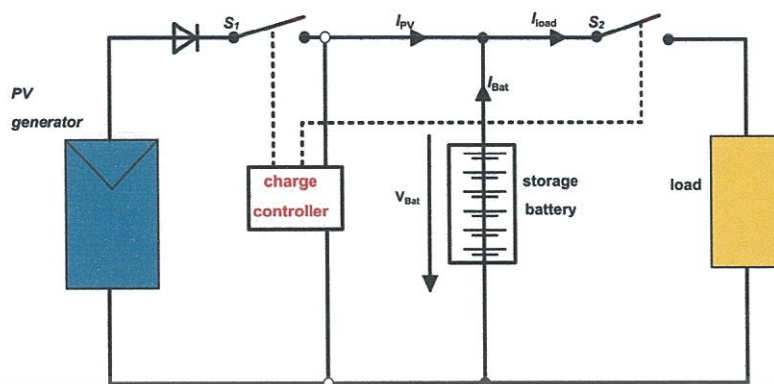 S1
IPV
Iload
S2
PV
generator
IBat
charge
controller
VBat
storage
battery
load